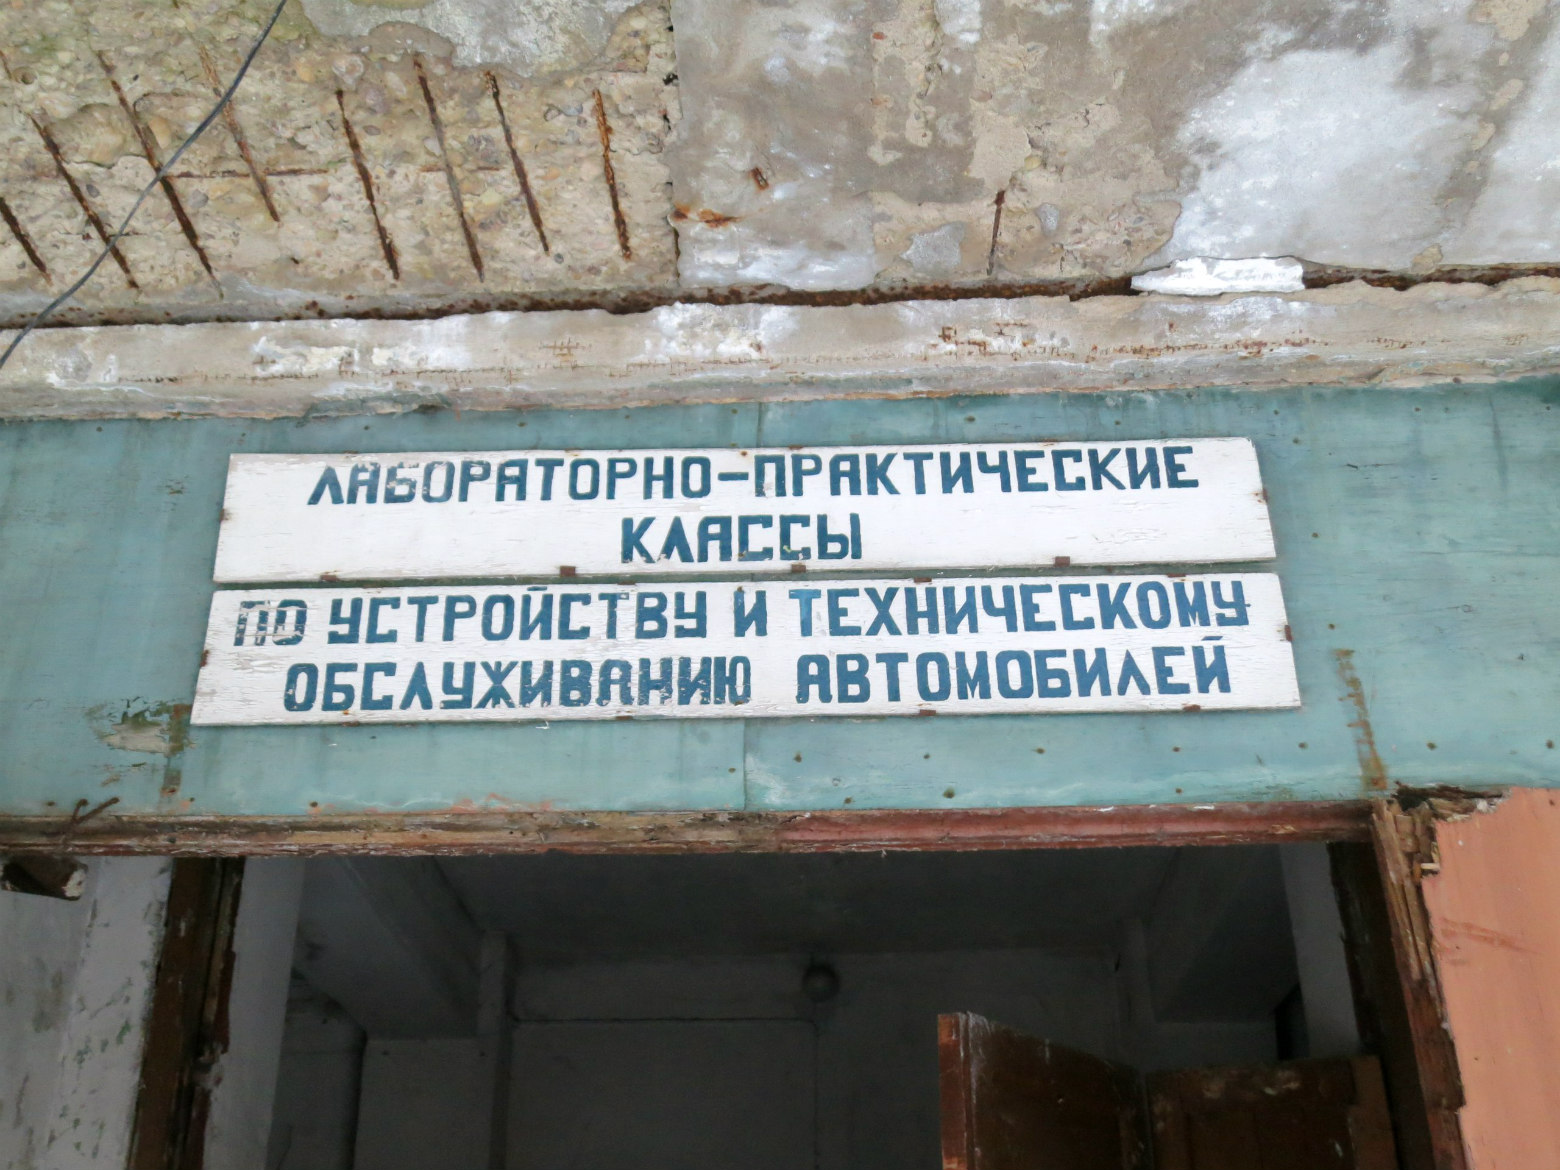 ЛАБОРАТОРНО-ПРАКТИЧЕСКИЕ
КЛАССЫ
ПО УСТРОЙСТВУ И ТЕХНИЧЕСКОМУ
ОБСЛУЖИВАНИЮ АВТОМОБИЛЕЙ